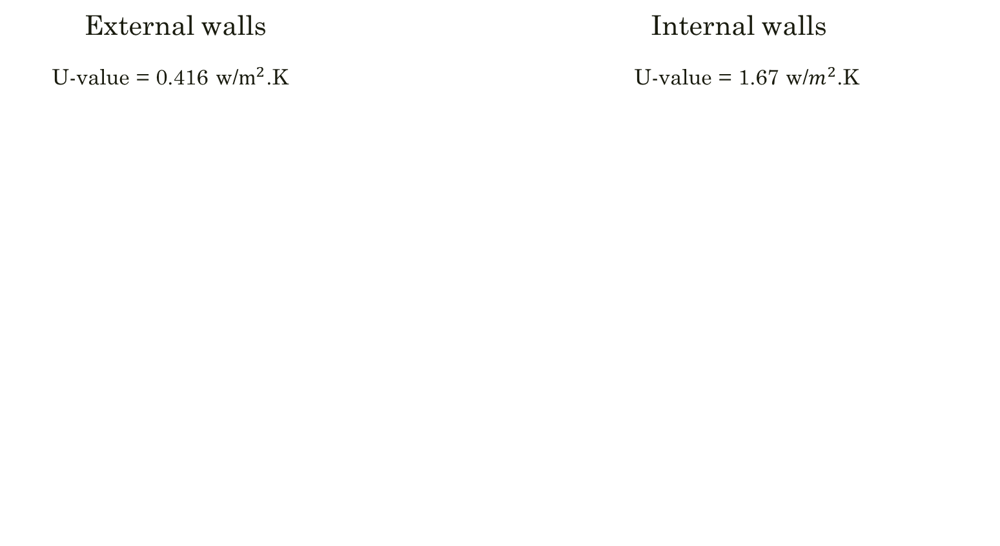 External walls
U-value = 0.416 w/m².K
Internal walls
U-value = 1.67 w/m².K